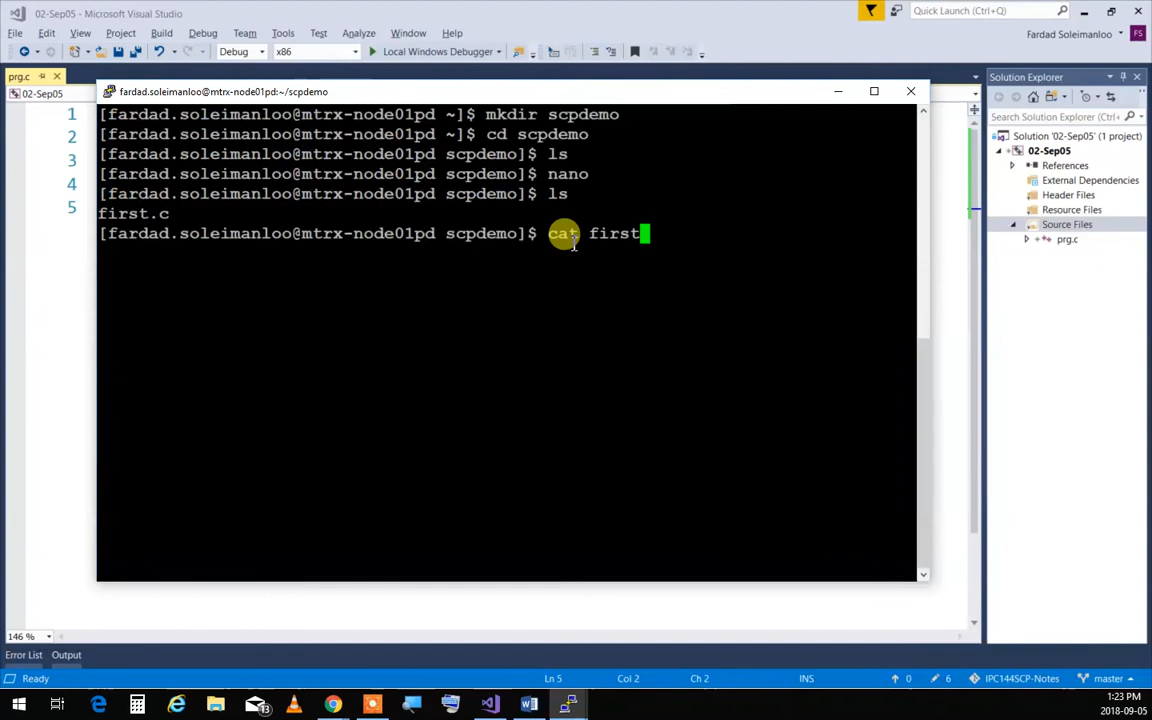 02-Sep05 - Microsoft Visual Studio
Quick Launch (Ctrl+Q)
File Edit View Project Build Debug Team Tools Test Analyze Window Help
Fardad Soleimanloo FS
Debug x86 Local Windows Debugger
prg.c
02-Sep05
fardad.soleimanloo@mtrx-node01pd:~/scpdemo
1
2
3
4
5
[fardad.soleimanloo@mtrx-node01pd ~]$ mkdir scpdemo
[fardad.soleimanloo@mtrx-node01pd ~]$ cd scpdemo
[fardad.soleimanloo@mtrx-node01pd scpdemo]$ ls
[fardad.soleimanloo@mtrx-node01pd scpdemo]$ nano
[fardad.soleimanloo@mtrx-node01pd scpdemo]$ ls
first.c
[fardad.soleimanloo@mtrx-node01pd scpdemo]$ cat first
Solution Explorer
Search Solution Explorer (Ctrl+
Solution '02-Sep05' (1 project)
02-Sep05
References
External Dependencies
Header Files
Resource Files
Source Files
prg.c
146 %
Error List Output
Ready Ln 5 Col 2 Ch 2 INS 0 6 IPC144SCP-Notes master
13
1:23 PM
2018-09-05